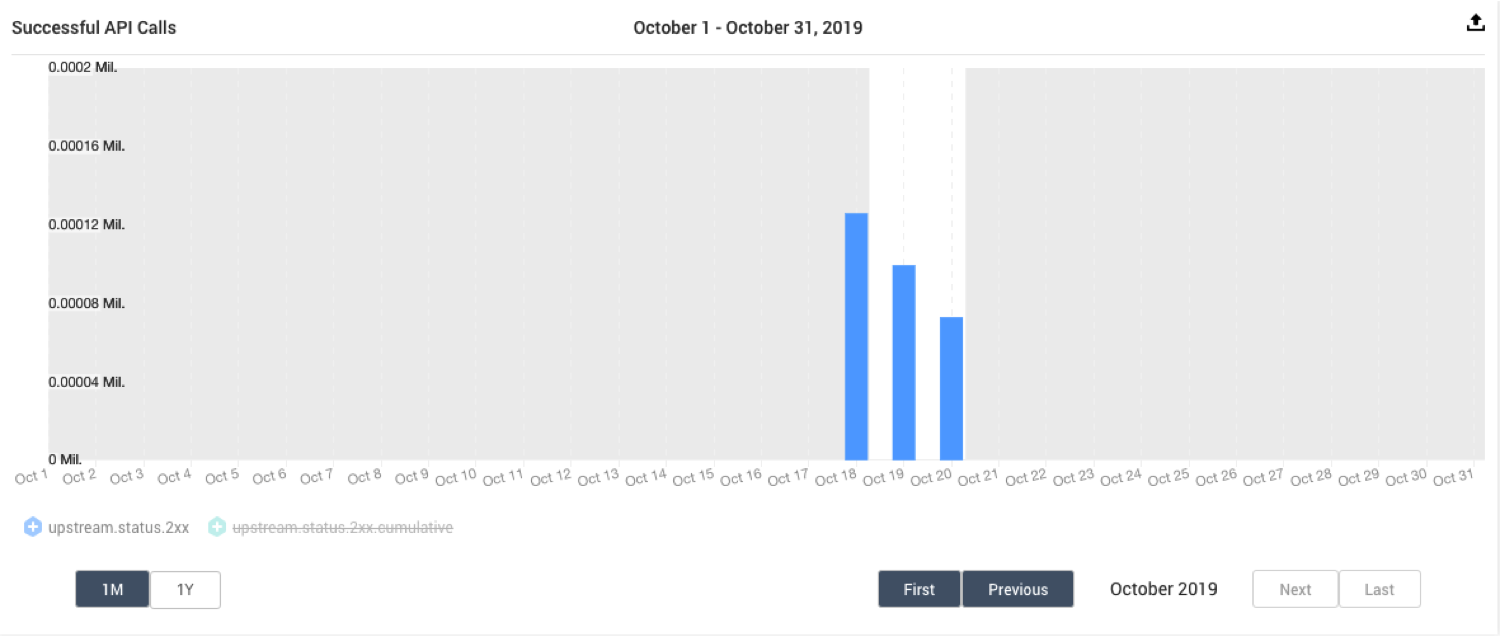 Successful API Calls
October 1 - October 31, 2019
0.0002 Mil.
0.00016 Mil.
0.00012 Mil.
0.00008 Mil.
0.00004 Mil.
0 Mil.
Oct 1 Oct 2 Oct 3 Oct 4 Oct 5 Oct 6 Oct 7 Oct 8 Oct 9 Oct 10 Oct 11 Oct 12 Oct 13 Oct 14 Oct 15 Oct 16 Oct 17 Oct 18 Oct 19 Oct 20 Oct 21 Oct 22 Oct 23 Oct 24 Oct 25 Oct 26 Oct 27 Oct 28 Oct 29 Oct 30 Oct 31
upstream.status.2xx upstream.status.2xx.cumulative
1M 1Y First Previous October 2019 Next Last